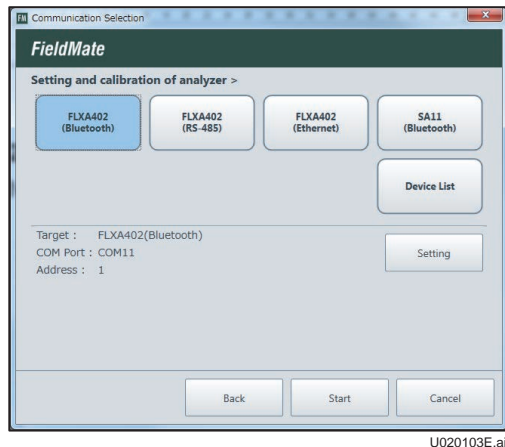 FM Communication Selection
FieldMate
Setting and calibration of analyzer >
FLXA402
(Bluetooth)
FLXA402
(RS-485)
FLXA402
(Ethernet)
SA11
(Bluetooth)
Device List
Target : FLXA402(Bluetooth)
COM Port : COM11
Address : 1
Setting
Back
Start
Cancel
U020103E.ai